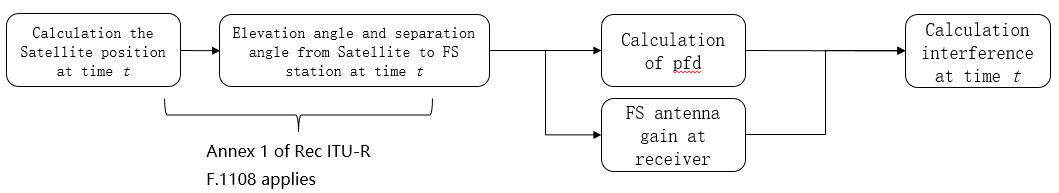 Calculation the
Satellite position
at time t
Elevation angle and separation
angle from Satellite to FS
station at time t
Calculation
of pfd
FS antenna
gain at
receiver
Calculation
interference
at time t
Annex 1 of Rec ITU-R
F.1108 applies